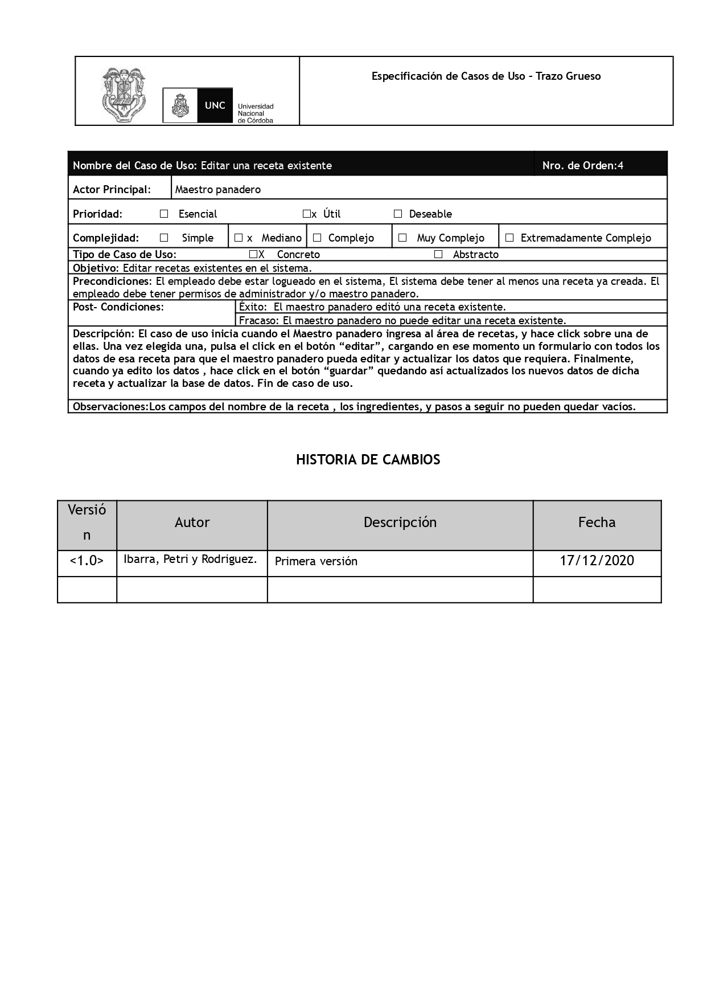 Especificación de Casos de Uso – Trazo Grueso
UNC
Universidad
Nacional
de Córdoba
Nombre del Caso de Uso: Editar una receta existente Nro. de Orden:4
Actor Principal: Maestro panadero
Prioridad: ☐ Esencial ☐x Útil ☐ Deseable
Complejidad: ☐ Simple ☐ x Mediano ☐ Complejo ☐ Muy Complejo ☐ Extremadamente Complejo
Tipo de Caso de Uso: ☐X Concreto ☐ Abstracto
Objetivo: Editar recetas existentes en el sistema.
Precondiciones: El empleado debe estar logueado en el sistema, El sistema debe tener al menos una receta ya creada. El
empleado debe tener permisos de administrador y/o maestro panadero.
Post- Condiciones: Éxito: El maestro panadero editó una receta existente.
Fracaso: El maestro panadero no puede editar una receta existente.
Descripción: El caso de uso inicia cuando el Maestro panadero ingresa al área de recetas, y hace click sobre una de
ellas. Una vez elegida una, pulsa el click en el botón “editar”, cargando en ese momento un formulario con todos los
datos de esa receta para que el maestro panadero pueda editar y actualizar los datos que requiera. Finalmente,
cuando ya edito los datos , hace click en el botón “guardar” quedando así actualizados los nuevos datos de dicha
receta y actualizar la base de datos. Fin de caso de uso.
Observaciones:Los campos del nombre de la receta , los ingredientes, y pasos a seguir no pueden quedar vacíos.
HISTORIA DE CAMBIOS
Versió
n
Autor Descripción Fecha
<1.0> Ibarra, Petri y Rodriguez. Primera versión 17/12/2020